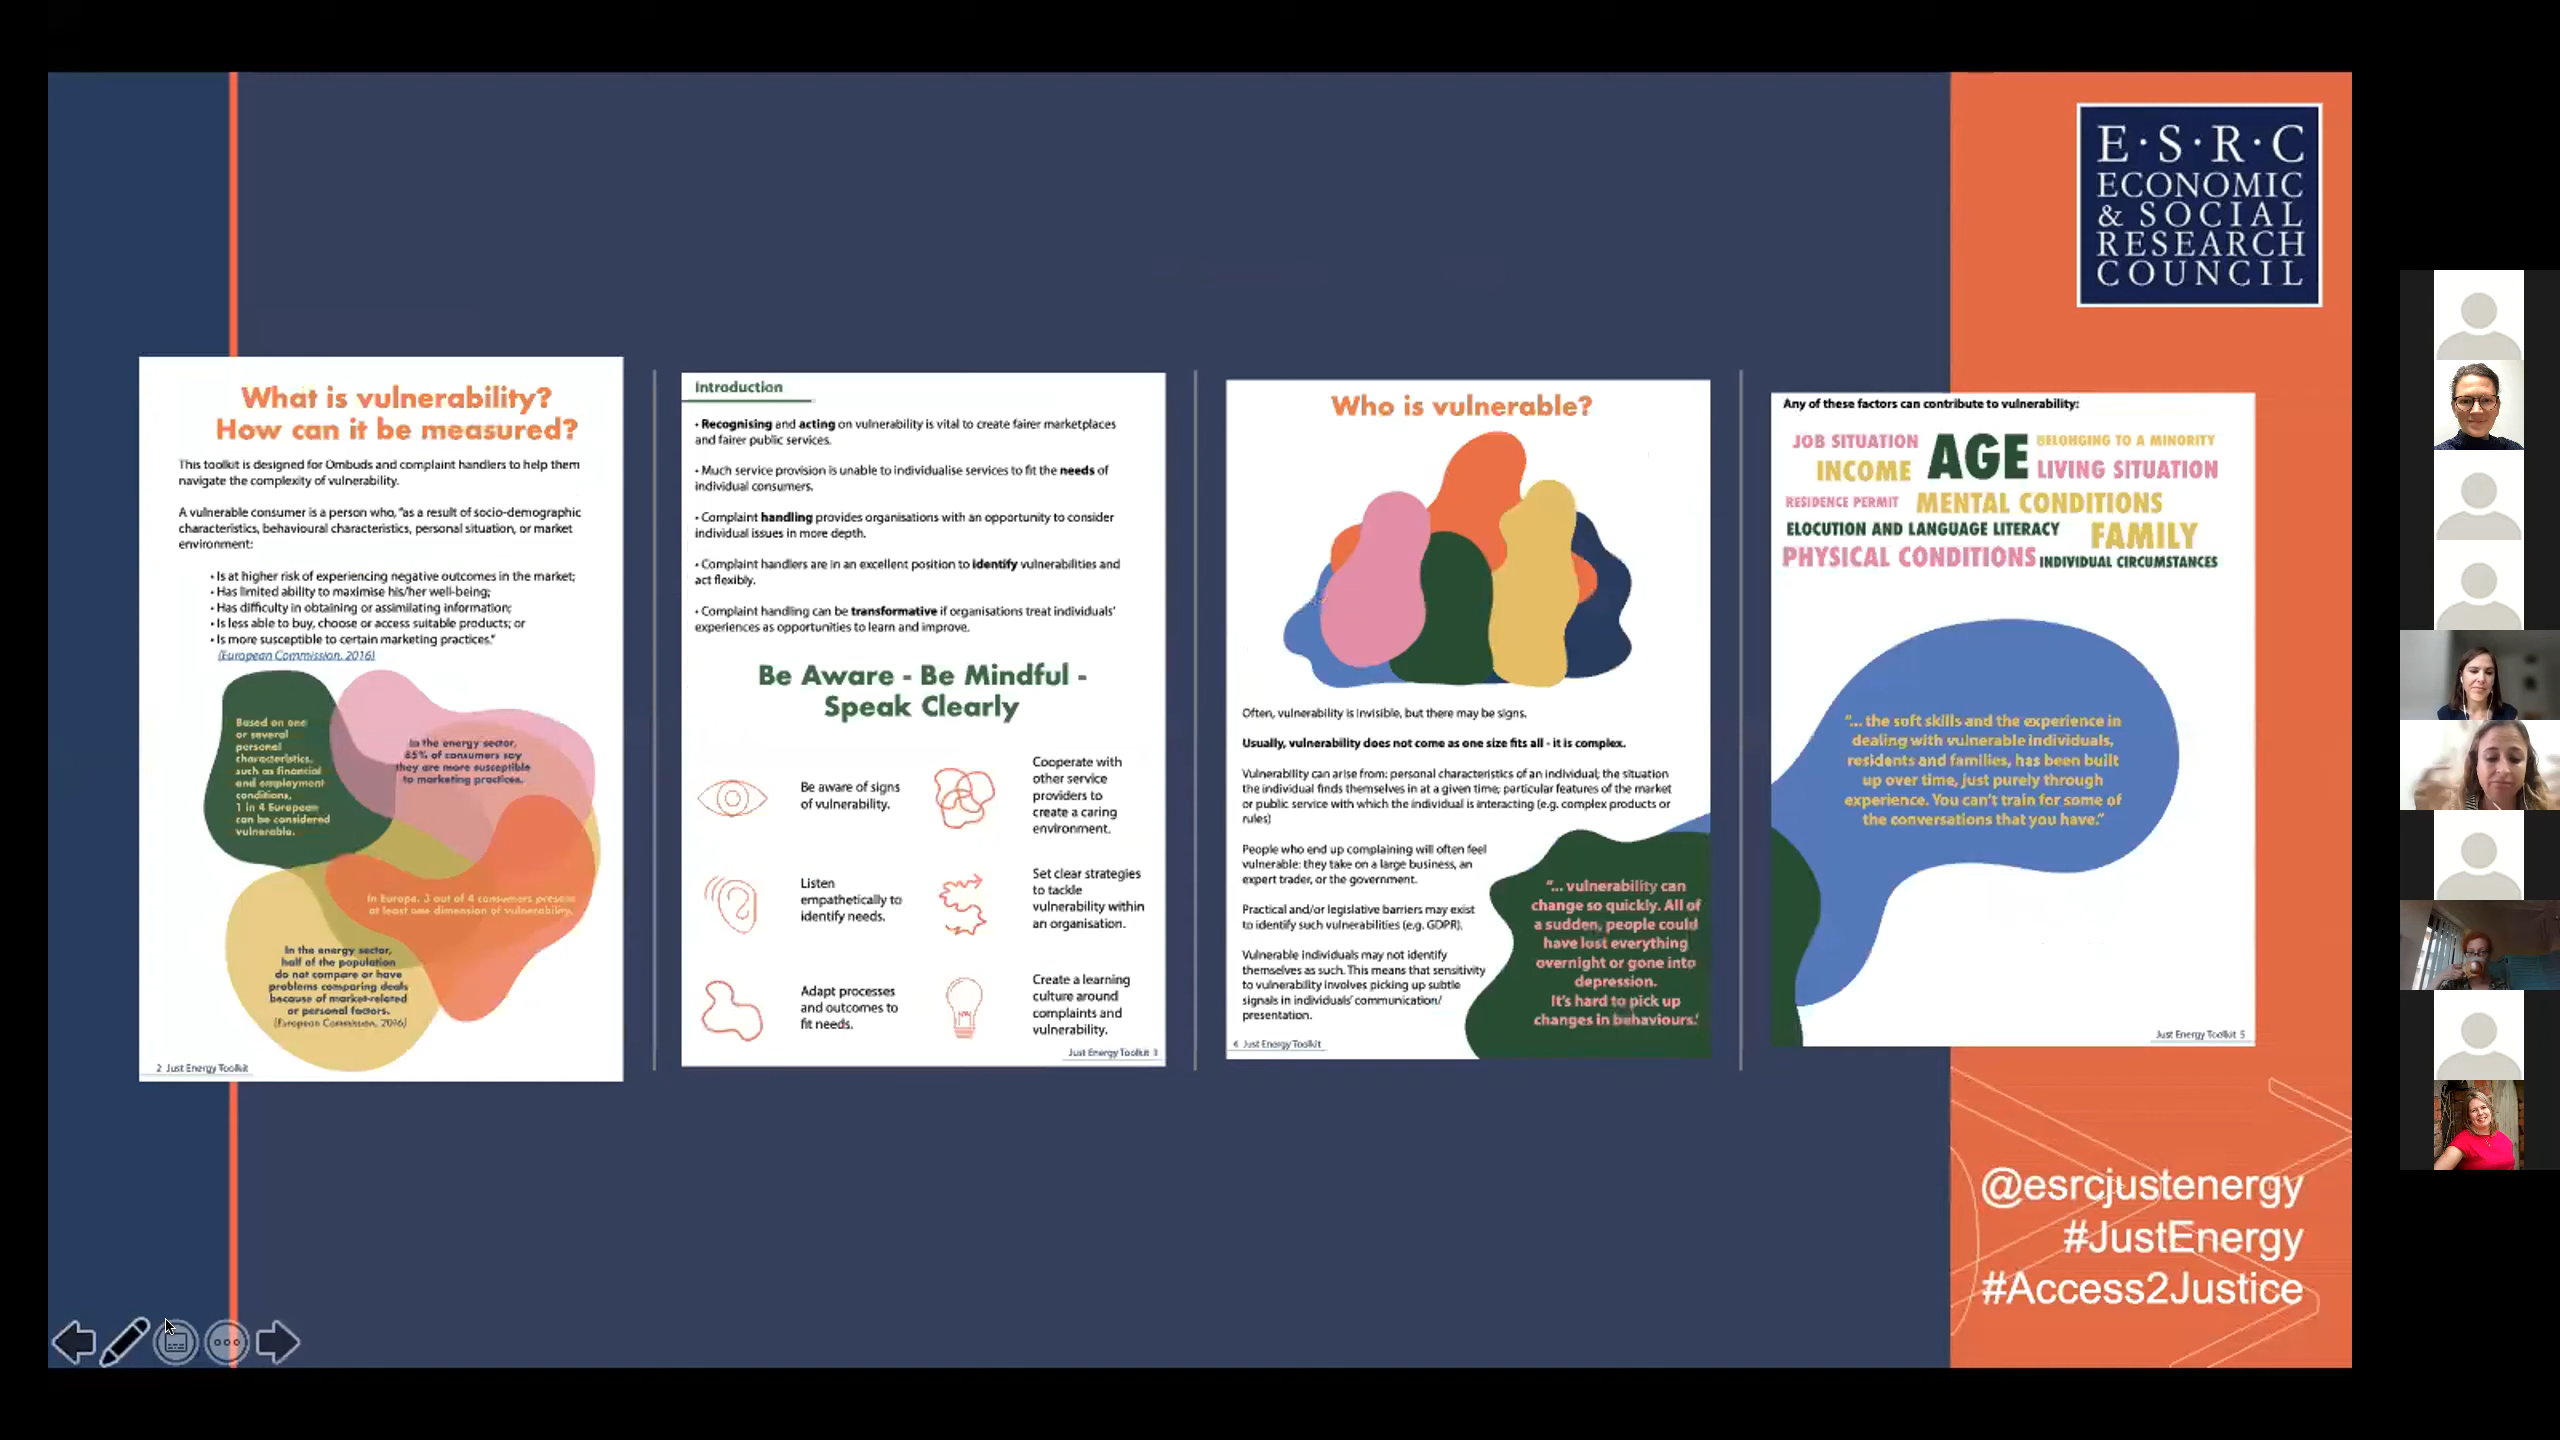 E·S·R·C
ECONOMIC
& SOCIAL
RESEARCH
COUNCIL
What is vulnerability?
How can it be measured?
This toolkit is designed for Ombuds and complaint handlers to help them
navigate the complexity of vulnerability.
A vulnerable consumer is a person who, "as a result of socio-demographic
characteristics, behavioural characteristics, personal situation, or market
environment:
• Is at higher risk of experiencing negative outcomes in the market;
• Has limited ability to maximise his/her well-being;
• Has difficulty in obtaining or assimilating information;
• Is less able to buy, choose or access suitable products; or
• Is more susceptible to certain marketing practices."
(European Commission, 2016)
Based on one
or several
personal
characteristics,
such as financial
and employment
conditions,
1 in 4 European
can be considered
vulnerable.
In the energy sector,
85% of consumers say
they are more susceptible
to marketing practices.
In Europe, 3 out of 4 consumers present
at least one dimension of vulnerability.
In the energy sector,
half of the population
do not compare or have
problems comparing deals
because of market-related
or personal factors.
(European Commission, 2016)
2 Just Energy Toolkit
Introduction
• Recognising and acting on vulnerability is vital to create fairer marketplaces
and fairer public services.
• Much service provision is unable to individualise services to fit the needs of
individual consumers.
• Complaint handling provides organisations with an opportunity to consider
individual issues in more depth.
• Complaint handlers are in an excellent position to identify vulnerabilities and
act flexibly.
• Complaint handling can be transformative if organisations treat individuals'
experiences as opportunities to learn and improve.
Be Aware - Be Mindful -
Speak Clearly
Be aware of signs
of vulnerability.
Cooperate with
other service
providers to
create a caring
environment.
Listen
empathetically to
identify needs.
Set clear strategies
to tackle
vulnerability within
an organisation.
Adapt processes
and outcomes to
fit needs.
Create a learning
culture around
complaints and
vulnerability.
Just Energy Toolkit 3
Who is vulnerable?
Often, vulnerability is invisible, but there may be signs.
Usually, vulnerability does not come as one size fits all - it is complex.
Vulnerability can arise from: personal characteristics of an individual; the situation
the individual finds themselves in at a given time; particular features of the market
or public service with which the individual is interacting (e.g. complex products or
rules)
People who end up complaining will often feel
vulnerable: they take on a large business, an
expert trader, or the government.
Practical and/or legislative barriers may exist
to identify such vulnerabilities (e.g. GDPR).
Vulnerable individuals may not identify
themselves as such. This means that sensitivity
to vulnerability involves picking up subtle
signals in individuals' communication/
presentation.
"... vulnerability can
change so quickly. All of
a sudden, people could
have lost everything
overnight or gone into
depression.
It's hard to pick up
changes in behaviours.'
4 Just Energy Toolkit
Any of these factors can contribute to vulnerability:
JOB SITUATION AGE BELONGING TO A MINORITY
INCOME LIVING SITUATION
RESIDENCE PERMIT MENTAL CONDITIONS
ELOCUTION AND LANGUAGE LITERACY FAMILY
PHYSICAL CONDITIONS INDIVIDUAL CIRCUMSTANCES
"... the soft skills and the experience in
dealing with vulnerable individuals,
residents and families, has been built
up over time, just purely through
experience. You can't train for some of
the conversations that you have."
Just Energy Toolkit 5
@esrcjustenergy
#JustEnergy
#Access2Justice